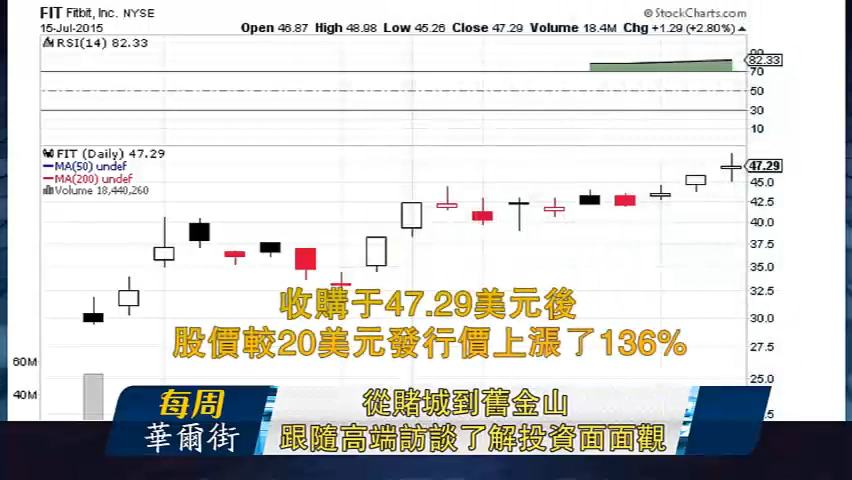 FIT Fitbit, Inc. NYSE
© StockCharts.com
15-Jul-2015
Open 46.87 High 48.98 Low 45.26 Close 47.29 Volume 18.4M Chg +1.29 (+2.80%)
RSI(14) 82.33
90
82.33
70
50
30
10
FIT (Daily) 47.29
MA(50) undef
MA(200) undef
Volume 18,440,260
47.29
45.0
42.5
40.0
37.5
35.0
32.5
30.0
27.5
25.0
60M
40M
收購于47.29美元後
股價較20美元發行價上漲了136%
每周
華爾街
從賭城到舊金山
跟隨高端訪談了解投資面面觀